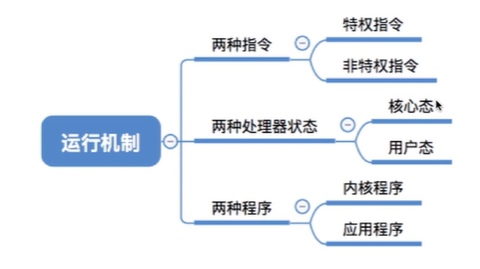 运行机制
两种指令
特权指令
非特权指令
两种处理器状态
核心态
用户态
两种程序
内核程序
应用程序